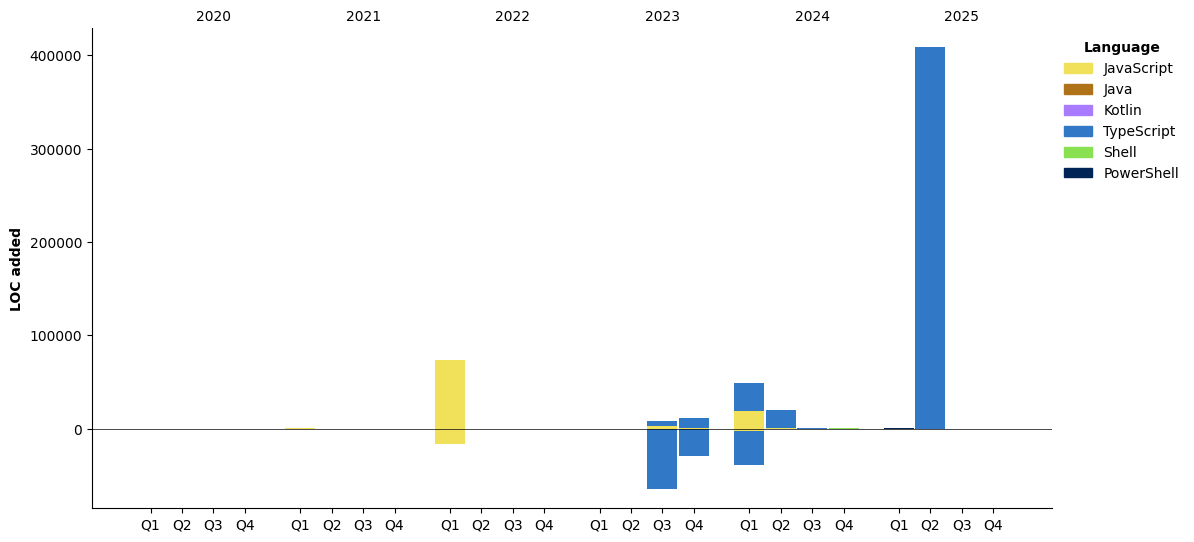 2020 2021 2022 2023 2024 2025
Language
JavaScript
Java
Kotlin
TypeScript
Shell
PowerShell
LOC added
400000
300000
200000
100000
0
Q1 Q2 Q3 Q4 Q1 Q2 Q3 Q4 Q1 Q2 Q3 Q4 Q1 Q2 Q3 Q4 Q1 Q2 Q3 Q4 Q1 Q2 Q3 Q4